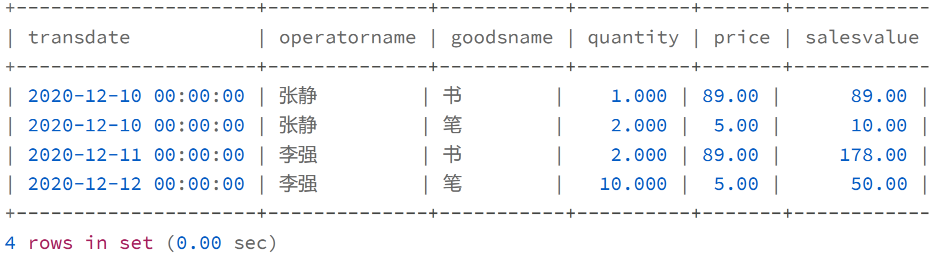 +---------------------+--------------+-----------+----------+-------+------------
| transdate           | operatorname | goodsname | quantity | price | salesvalue
+---------------------+--------------+-----------+----------+-------+------------
| 2020-12-10 00:00:00 | 张静         | 书        |    1.000 | 89.00 |      89.00 |
| 2020-12-10 00:00:00 | 张静         | 笔        |    2.000 |  5.00 |      10.00 |
| 2020-12-11 00:00:00 | 李强         | 书        |    2.000 | 89.00 |     178.00 |
| 2020-12-12 00:00:00 | 李强         | 笔        |   10.000 |  5.00 |      50.00 |
+---------------------+--------------+-----------+----------+-------+------------
4 rows in set (0.00 sec)